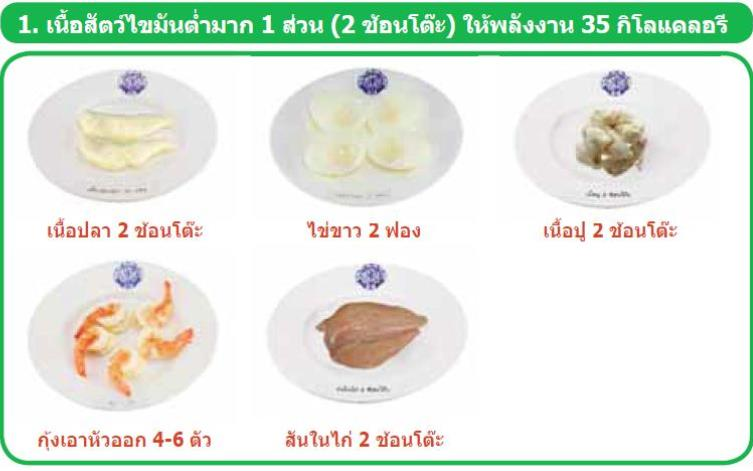 1. เนื้อสัตว์ไขมันต่ำมาก 1 ส่วน (2 ช้อนโต๊ะ) ให้พลังงาน 35 กิโลแคลอรี
เนื้อปลา 2 ช้อนโต๊ะ
ไข่ขาว 2 ฟอง
เนื้อปู 2 ช้อนโต๊ะ
กุ้งเอาหัวออก 4-6 ตัว
สันในไก่ 2 ช้อนโต๊ะ